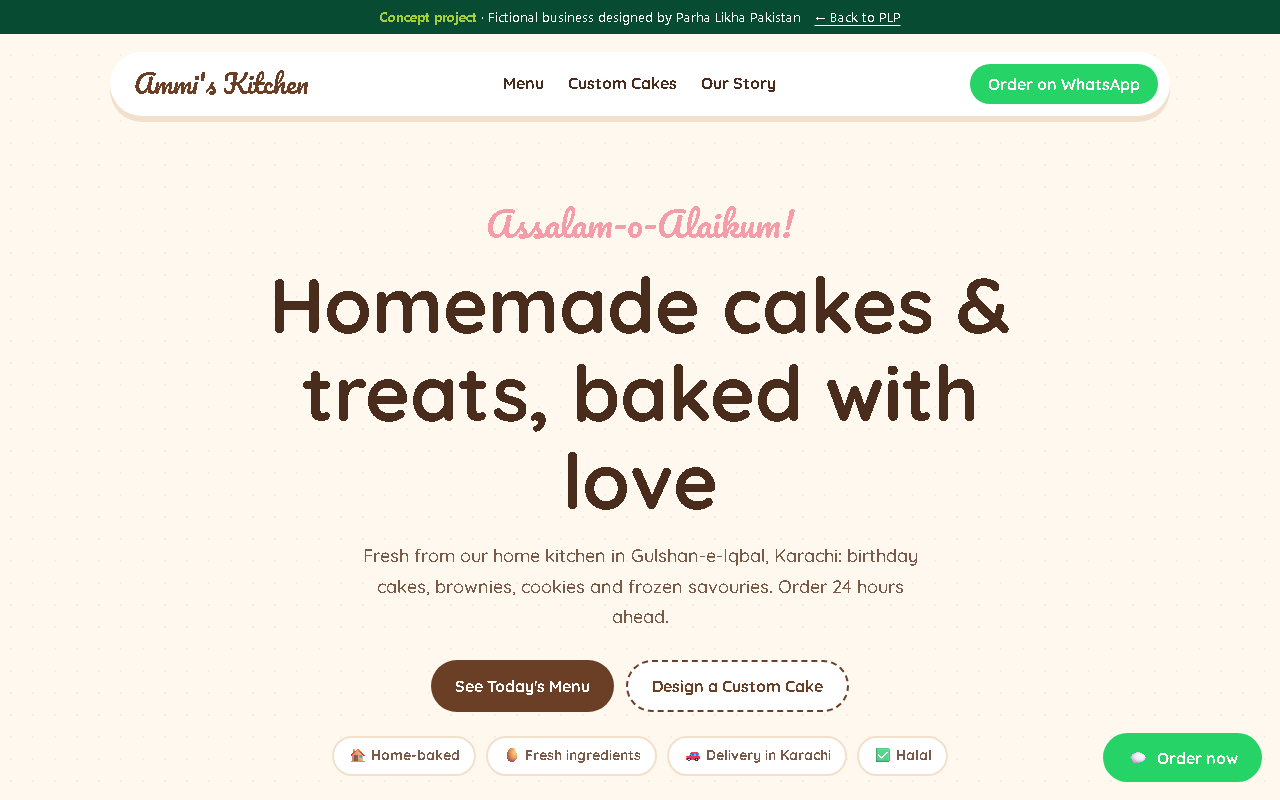 Concept project · Fictional business designed by Parha Likha Pakistan ← Back to PLP
Ammi's Kitchen
Menu Custom Cakes Our Story
Order on WhatsApp
Assalam-o-Alaikum!
Homemade cakes &
treats, baked with
love
Fresh from our home kitchen in Gulshan-e-Iqbal, Karachi: birthday
cakes, brownies, cookies and frozen savouries. Order 24 hours
ahead.
See Today's Menu
Design a Custom Cake
Home-baked
Fresh ingredients
Delivery in Karachi
Halal
Order now